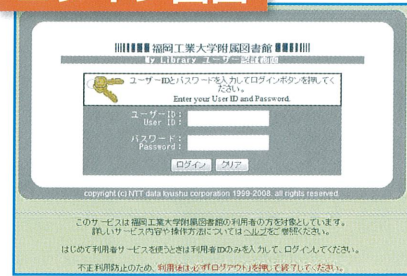 福岡工業大学附属図書館
My Library ユーザー認証画面
ユーザーIDとパスワードを入力してログインボタンを押してく
ださい。
Enter your User ID and Password.
ユーザーID:
User ID :
パスワード:
Password:
ログイン クリア
copyright (c) NTT data kyushu corporation 1999-2008. all rights reserved.
このサービスは福岡工業大学附属図書館の利用者の方を対象としています。
詳しいサービス内容や操作方法についてはヘルプをご参照ください。
はじめて利用者サービスを使うときは利用者IDのみを入力して、ログインしてください。
不正利用防止のため、利用後は必ず「ログアウト」を押して終了してください。